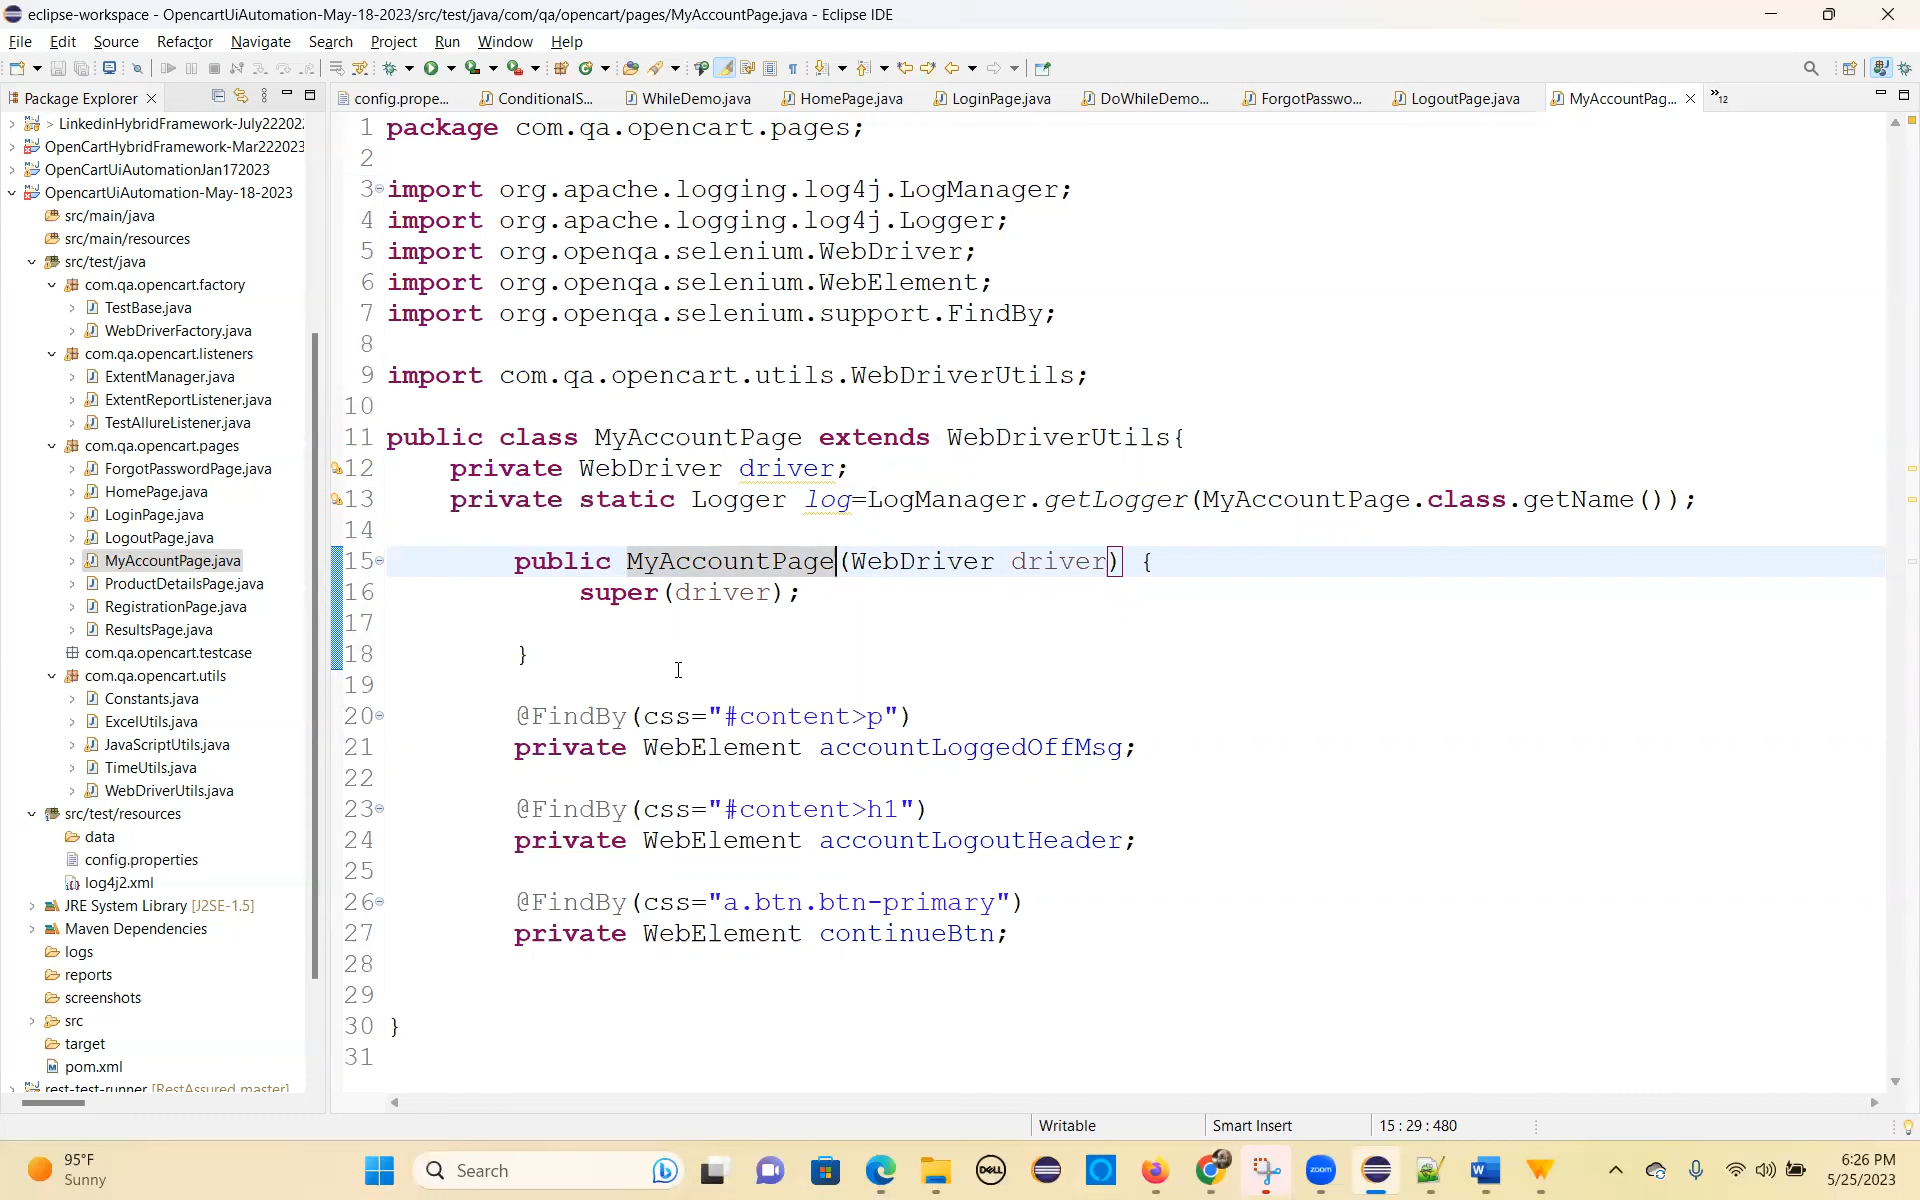 eclipse-workspace - OpencartUiAutomation-May-18-2023/src/test/java/com/qa/opencart/pages/MyAccountPage.java - Eclipse IDE
File Edit Source Refactor Navigate Search Project Run Window Help
Package Explorer
config.prope...
ConditionalS...
WhileDemo.java
HomePage.java
LoginPage.java
DoWhileDemo...
ForgotPasswo...
LogoutPage.java
MyAccountPag...
»12
> LinkedinHybridFramework-July22202
OpenCartHybridFramework-Mar222023
OpenCartUiAutomationJan172023
OpencartUiAutomation-May-18-2023
src/main/java
src/main/resources
src/test/java
com.qa.opencart.factory
TestBase.java
WebDriverFactory.java
com.qa.opencart.listeners
ExtentManager.java
ExtentReportListener.java
TestAllureListener.java
com.qa.opencart.pages
ForgotPasswordPage.java
HomePage.java
LoginPage.java
LogoutPage.java
MyAccountPage.java
ProductDetailsPage.java
RegistrationPage.java
ResultsPage.java
com.qa.opencart.testcase
com.qa.opencart.utils
Constants.java
ExcelUtils.java
JavaScriptUtils.java
TimeUtils.java
WebDriverUtils.java
src/test/resources
data
config.properties
log4j2.xml
JRE System Library [J2SE-1.5]
Maven Dependencies
logs
reports
screenshots
src
target
pom.xml
rest-test-runner [RestAssured master]
1 package com.qa.opencart.pages;
2
3 import org.apache.logging.log4j.LogManager;
4 import org.apache.logging.log4j.Logger;
5 import org.openqa.selenium.WebDriver;
6 import org.openqa.selenium.WebElement;
7 import org.openqa.selenium.support.FindBy;
8
9 import com.qa.opencart.utils.WebDriverUtils;
10
11 public class MyAccountPage extends WebDriverUtils{
12 private WebDriver driver;
13 private static Logger log=LogManager.getLogger(MyAccountPage.class.getName());
14
15 public MyAccountPage(WebDriver driver) {
16 super(driver);
17
18 }
19
20 @FindBy(css="#content>p")
21 private WebElement accountLoggedOffMsg;
22
23 @FindBy(css="#content>h1")
24 private WebElement accountLogoutHeader;
25
26 @FindBy(css="a.btn.btn-primary")
27 private WebElement continueBtn;
28
29
30 }
31
Writable Smart Insert 15 : 29 : 480
95°F
Sunny
Search
DELL
zoom
6:26 PM
5/25/2023